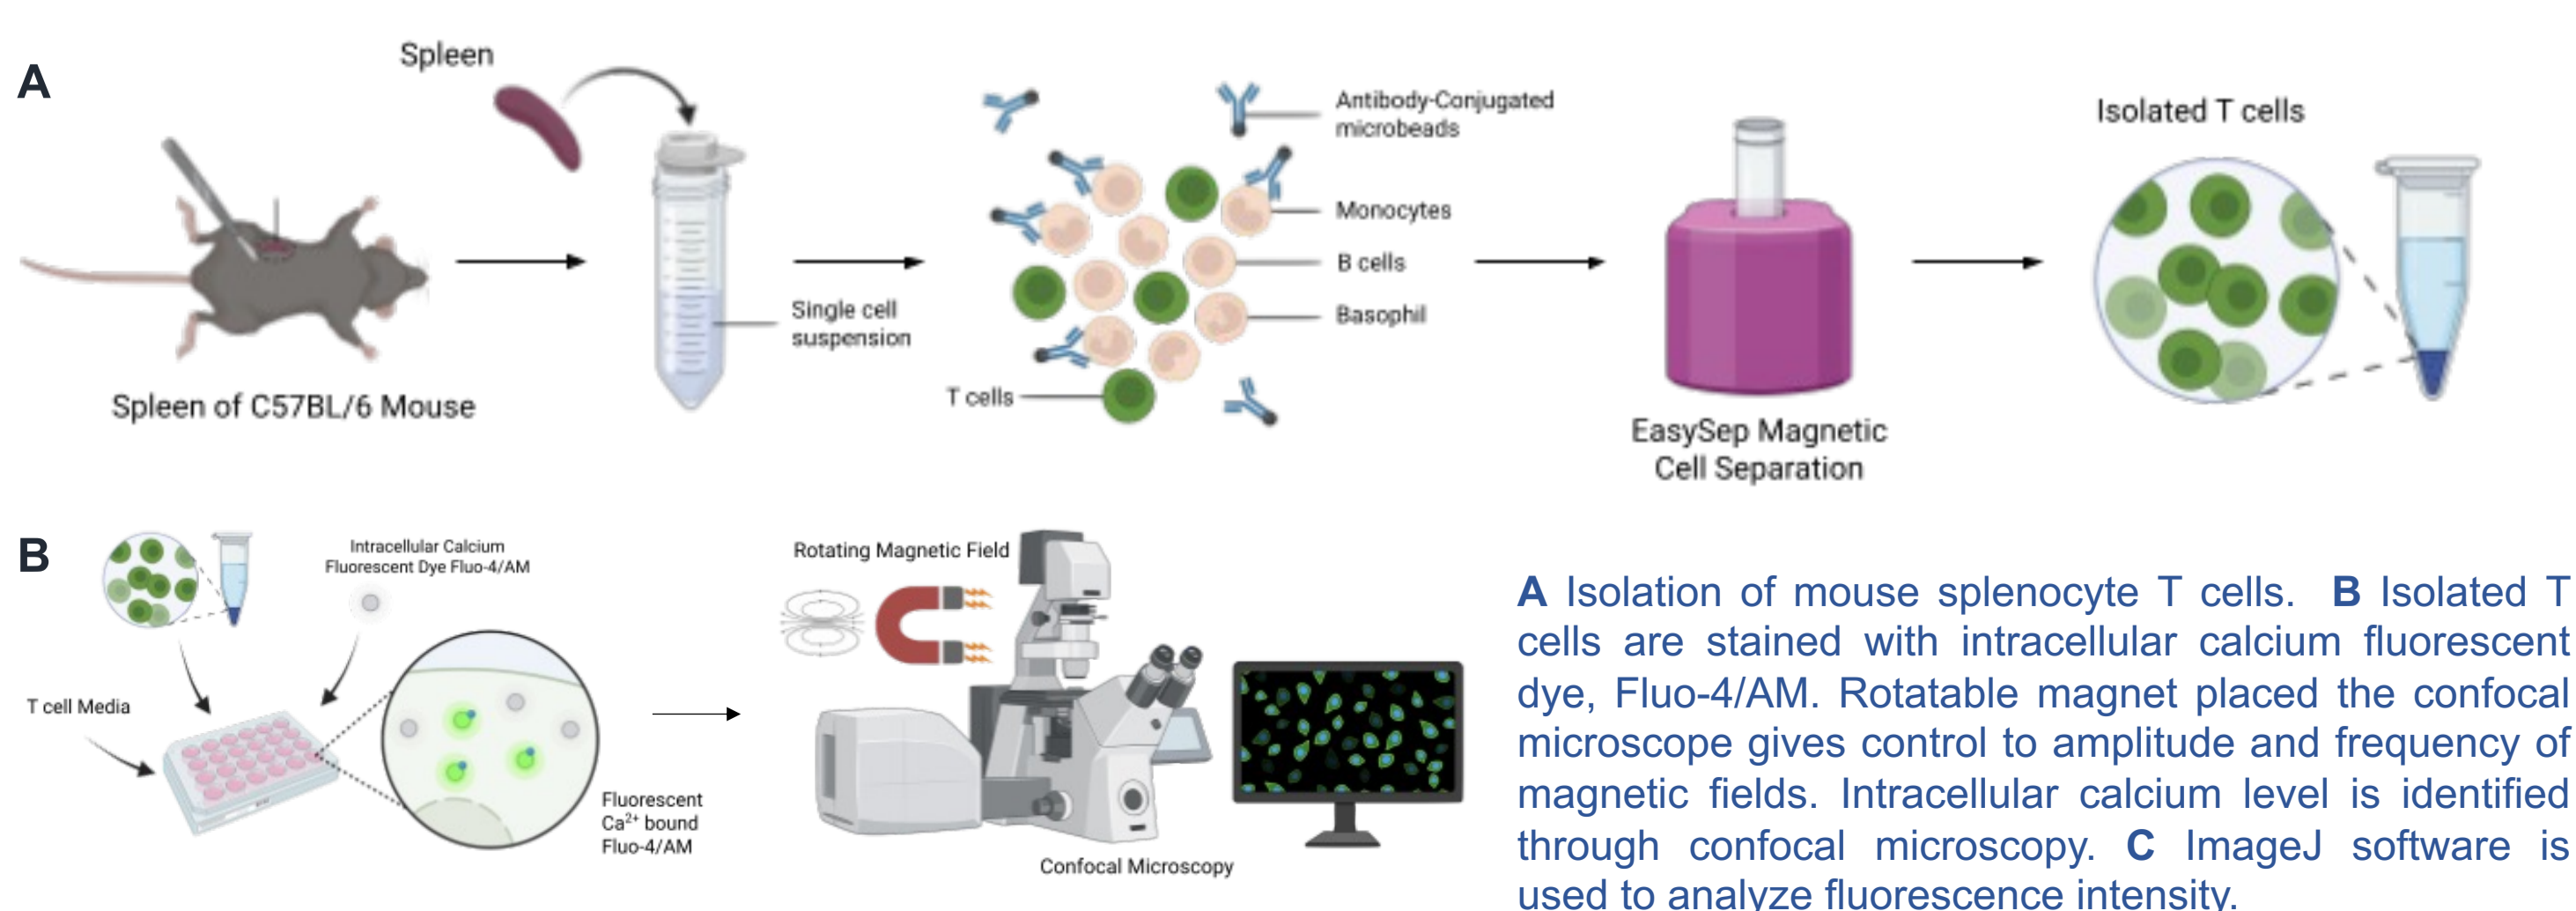 A
Spleen
Spleen of C57BL/6 Mouse
Single cell
suspension
Antibody-Conjugated
microbeads
Monocytes
B cells
Basophil
T cells
EasySep Magnetic
Cell Separation
Isolated T cells
B
Intracellular Calcium
Fluorescent Dye Fluo-4/AM
T cell Media
Fluorescent
Ca²⁺ bound
Fluo-4/AM
Rotating Magnetic Field
Confocal Microscopy
A Isolation of mouse splenocyte T cells. B Isolated T
cells are stained with intracellular calcium fluorescent
dye, Fluo-4/AM. Rotatable magnet placed the confocal
microscope gives control to amplitude and frequency of
magnetic fields. Intracellular calcium level is identified
through confocal microscopy. C ImageJ software is
used to analyze fluorescence intensity.